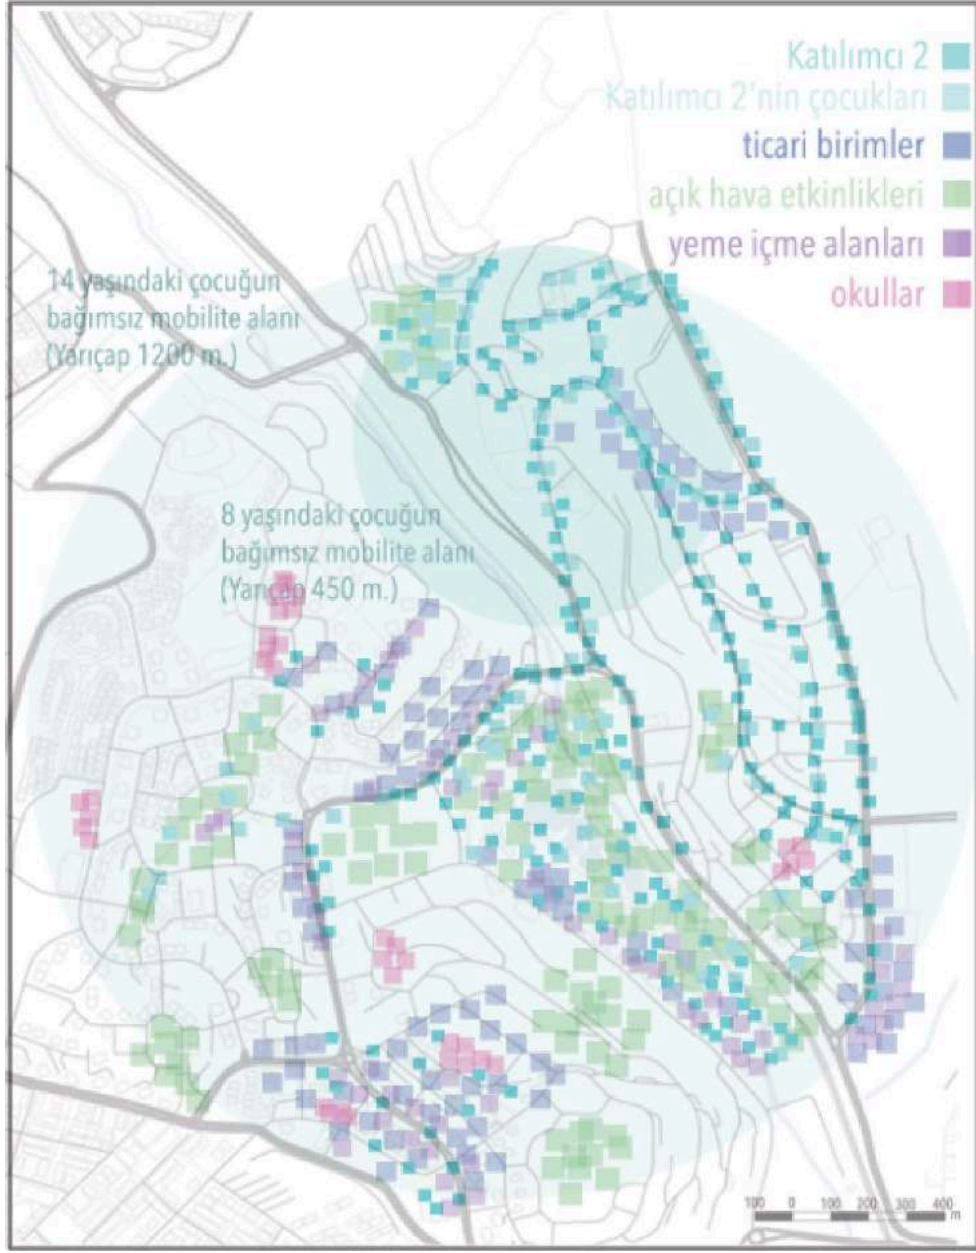 Katılımcı 2
Katılımcı 2'nin çocukları
ticari birimler
açık hava etkinlikleri
yeme içme alanları
okullar
14 yaşındaki çocuğun
bağımsız mobilite alanı
(Yarıçap 1200 m.)
8 yaşındaki çocuğun
bağımsız mobilite alanı
(Yarıçap 450 m.)
100 0 100 200 300 400
m